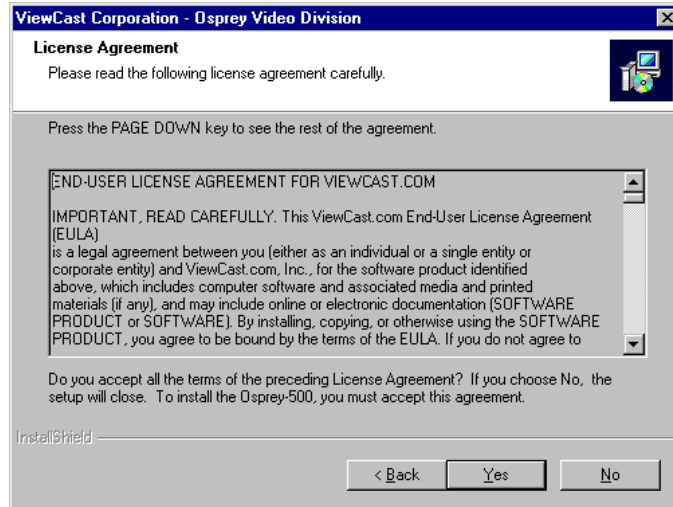 ViewCast Corporation - Osprey Video Division
License Agreement
Please read the following license agreement carefully.
Press the PAGE DOWN key to see the rest of the agreement.
END-USER LICENSE AGREEMENT FOR VIEWCAST.COM
IMPORTANT, READ CAREFULLY. This ViewCast.com End-User License Agreement
(EULA)
is a legal agreement between you (either as an individual or a single entity or
corporate entity) and ViewCast.com, Inc., for the software product identified
above, which includes computer software and associated media and printed
materials (if any), and may include online or electronic documentation (SOFTWARE
PRODUCT or SOFTWARE). By installing, copying, or otherwise using the SOFTWARE
PRODUCT, you agree to be bound by the terms of the EULA. If you do not agree to
Do you accept all the terms of the preceding License Agreement? If you choose No, the
setup will close. To install the Osprey-500, you must accept this agreement.
InstallShield
< Back
Yes
No